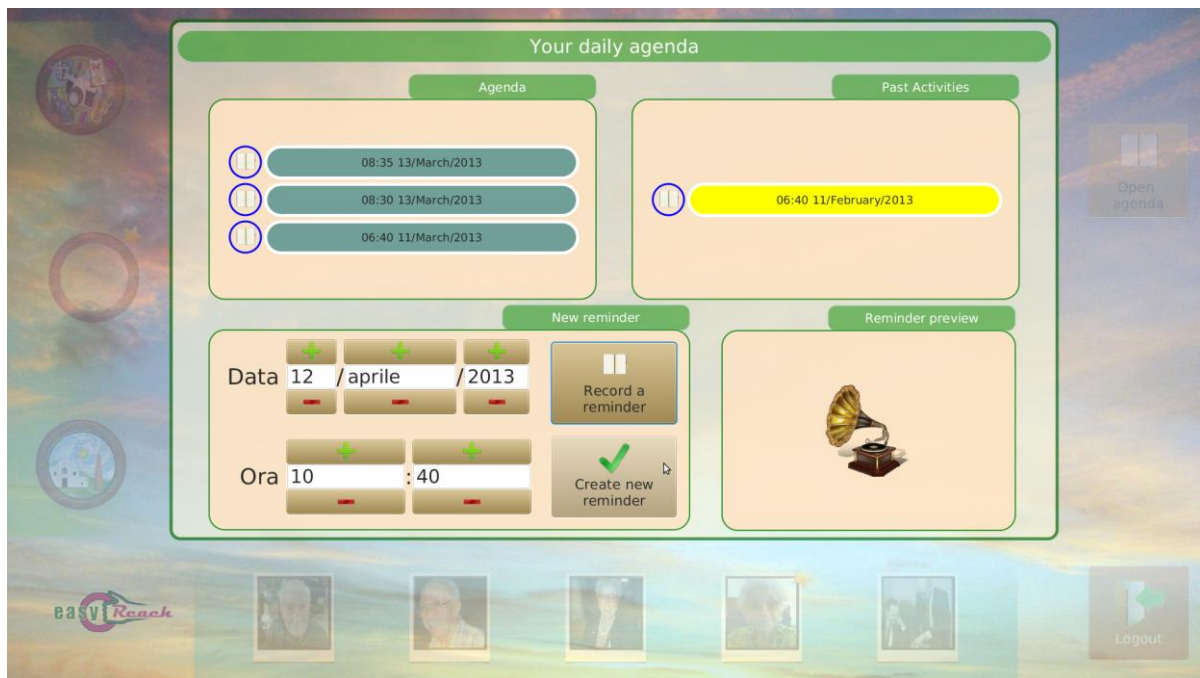 Your daily agenda
Agenda
08:35 13/March/2013
08:30 13/March/2013
06:40 11/March/2013
Past Activities
06:40 11/February/2013
Open
agenda
New reminder
Data 12 / aprile / 2013
Ora 10 : 40
Record a
reminder
Create new
reminder
Reminder preview
easy Reach
Logout